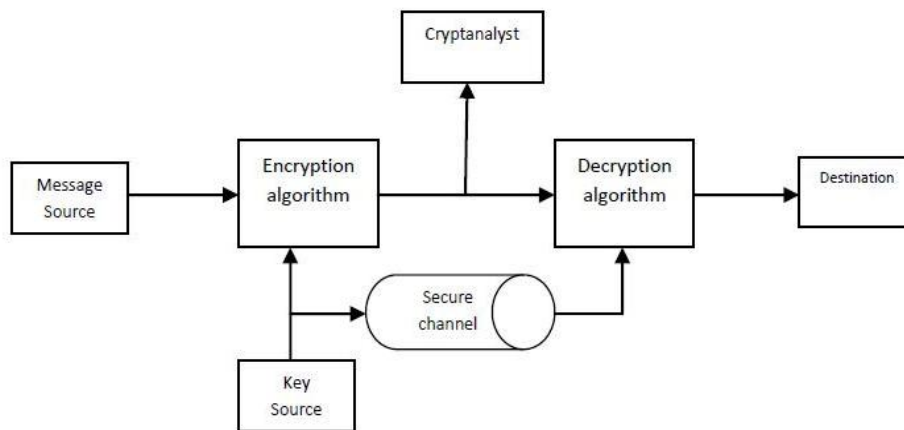 Cryptanalyst
Encryption
algorithm
Decryption
algorithm
Message
Source
Destination
Secure
channel
Key
Source